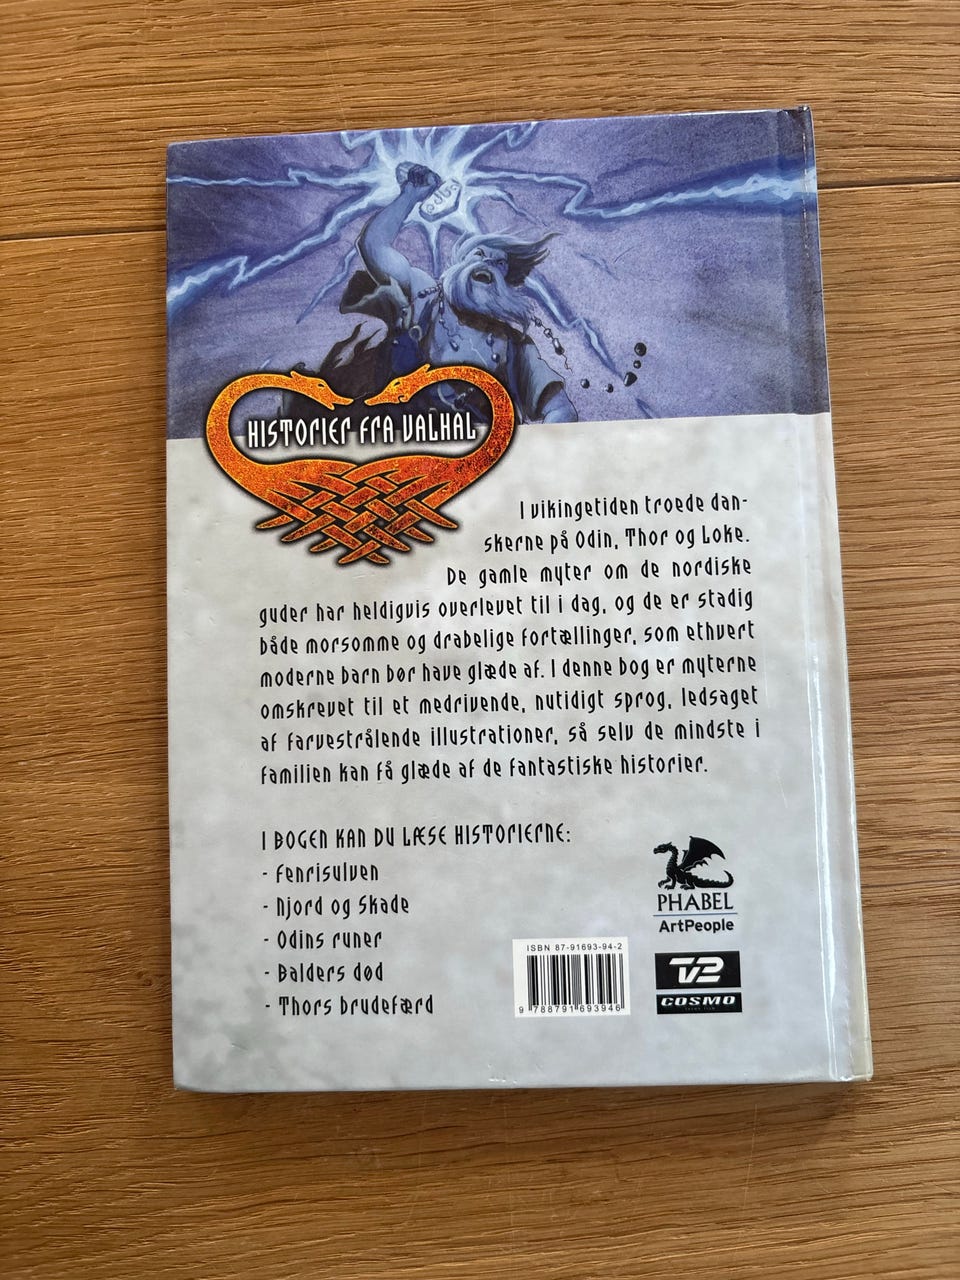 HISTORIER FRA VALHAL
I vikingetiden troede dan-
skerne på Odin, Thor og Loke.
De gamle myter om de nordiske
guder har heldigvis overlevet til i dag, og de er stadig
både morsomme og drabelige fortællinger, som ethvert
moderne barn bør have glæde af. I denne bog er myterne
omskrevet til et medrivende, nutidigt sprog, ledsaget
af farvestrålende illustrationer, så selv de mindste i
familien kan få glæde af de fantastiske historier.
I BOGEN KAN DU LÆSE HISTORIERNE:
- Fenrisulven
- Njord og Skade
- Odins runer
- Balders død
- Thors brudefærd
PHABEL
ArtPeople
ISBN 87-91693-94-2
9 788791 693946
TV2
COSMO